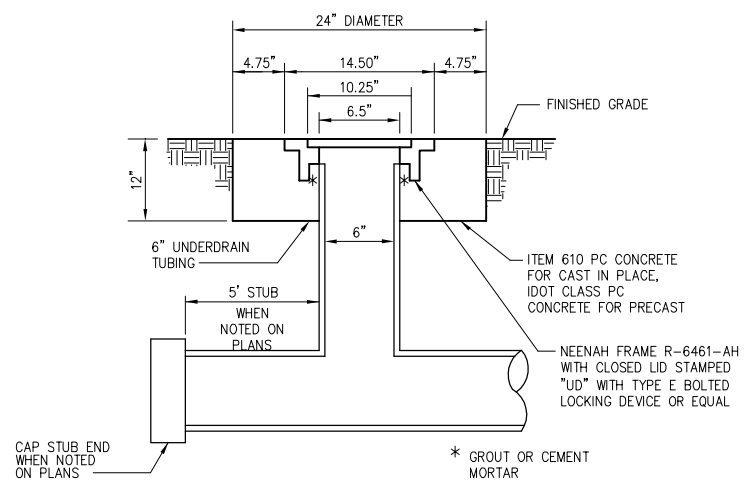 24" DIAMETER
4.75"
14.50"
4.75"
10.25"
6.5"
FINISHED GRADE
12"
6"
6" UNDERDRAIN
TUBING
ITEM 610 PC CONCRETE
FOR CAST IN PLACE,
IDOT CLASS PC
CONCRETE FOR PRECAST
5' STUB
WHEN
NOTED ON
PLANS
NEENAH FRAME R-6461-AH
WITH CLOSED LID STAMPED
"UD" WITH TYPE E BOLTED
LOCKING DEVICE OR EQUAL
CAP STUB END
WHEN NOTED
ON PLANS
* GROUT OR CEMENT
MORTAR